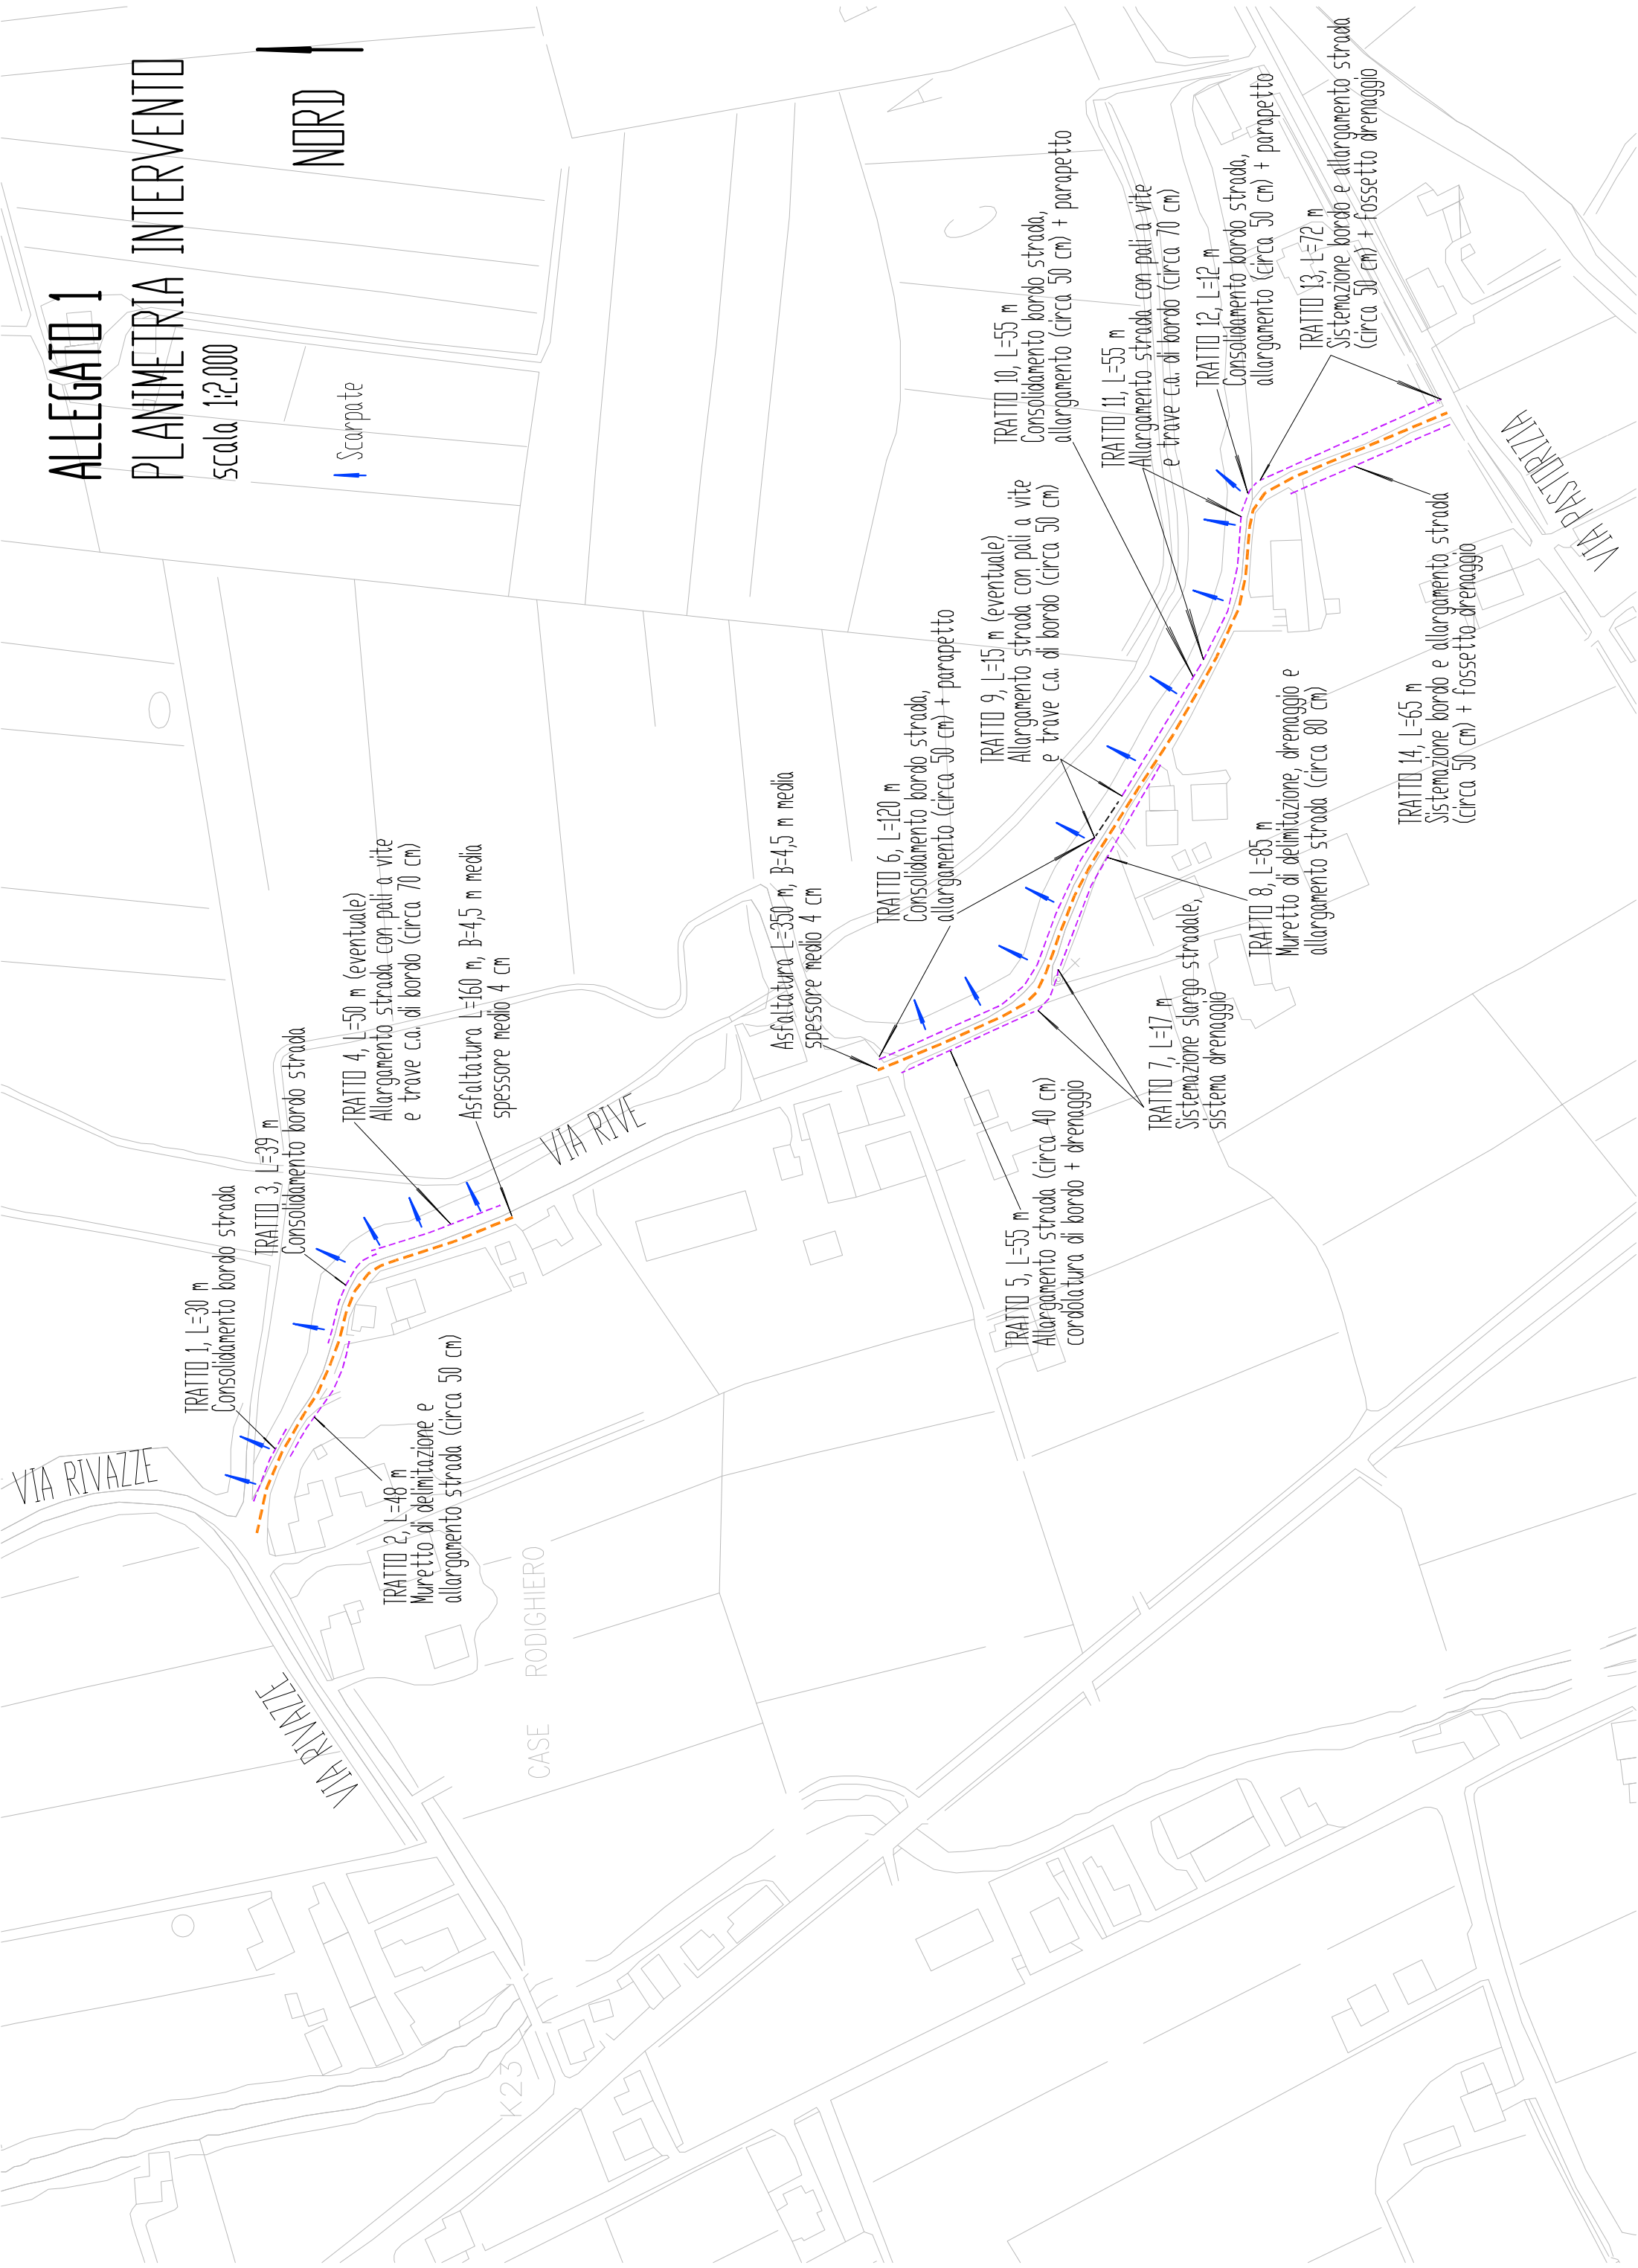 ALLEGATO 1
PLANIMETRIA INTERVENTO
scala 1:2.000
NORD
Scarpate
VIA RIVAZZE
VIA RIVAZZE
TRATTO 1, L=30 m
Consolidamento bordo strada
TRATTO 2, L=48 m
Muretto di delimitazione e
allargamento strada (circa 50 cm)
TRATTO 3, L=39 m
Consolidamento bordo strada
TRATTO 4, L=50 m (eventuale)
Allargamento strada con pali a vite
e trave c.a. di bordo (circa 70 cm)
Asfaltatura L=160 m, B=4,5 m media
spessore medio 4 cm
VIA RIVE
CASE RODIGHIERO
K23
Asfaltatura L=350 m, B=4,5 m media
spessore medio 4 cm
TRATTO 5, L=55 m
Allargamento strada (circa 40 cm)
cordolatura di bordo + drenaggio
TRATTO 6, L=120 m
Consolidamento bordo strada,
allargamento (circa 50 cm) + parapetto
TRATTO 7, L=17 m
Sistemazione slargo stradale,
sistema drenaggio
TRATTO 8, L=85 m
Muretto di delimitazione, drenaggio e
allargamento strada (circa 80 cm)
TRATTO 9, L=15 m (eventuale)
Allargamento strada con pali a vite
e trave c.a. di bordo (circa 50 cm)
TRATTO 10, L=55 m
Consolidamento bordo strada,
allargamento (circa 50 cm) + parapetto
TRATTO 11, L=55 m
Allargamento strada con pali a vite
e trave c.a. di bordo (circa 70 cm)
TRATTO 12, L=12 m
Consolidamento bordo strada,
allargamento (circa 50 cm) + parapetto
TRATTO 13, L=72 m
Sistemazione bordo e allargamento strada
(circa 50 cm) + fossetto drenaggio
TRATTO 14, L=65 m
Sistemazione bordo e allargamento strada
(circa 50 cm) + fossetto drenaggio
VIA PASTORIZIA